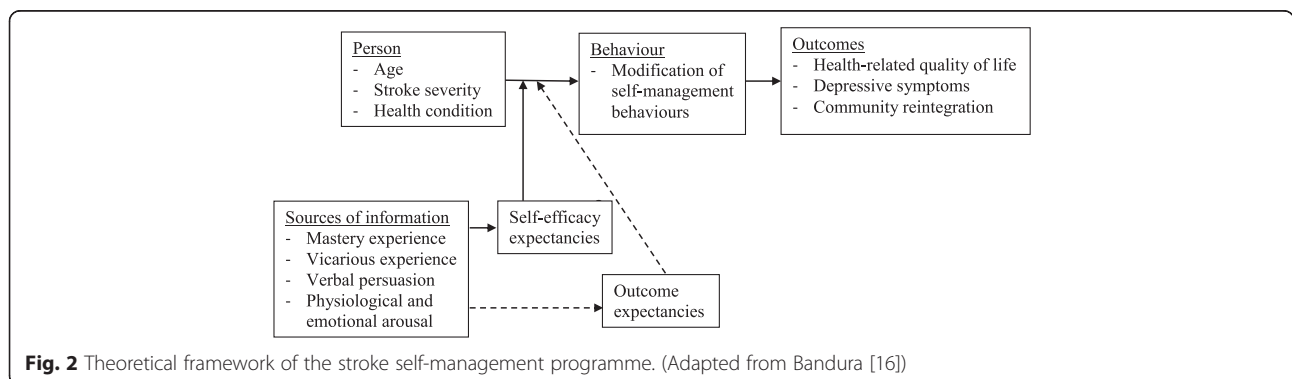 Person
- Age
- Stroke severity
- Health condition
Behaviour
- Modification of
self-management
behaviours
Outcomes
- Health-related quality of life
- Depressive symptoms
- Community reintegration
Sources of information
- Mastery experience
- Vicarious experience
- Verbal persuasion
- Physiological and
emotional arousal
Self-efficacy
expectancies
Outcome
expectancies
Fig. 2 Theoretical framework of the stroke self-management programme. (Adapted from Bandura [16])